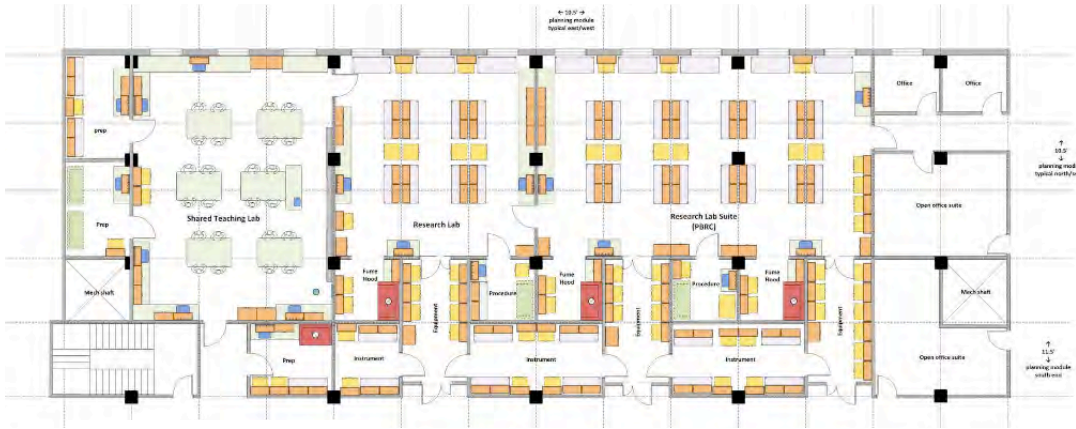 ← 10.5' →
planning module
typical east/west
Office
Office
prep
↑
10.5'
↓
planning modu
typical north/s
Prep
Shared Teaching Lab
Research Lab
Research Lab Suite
(PBRC)
Open office suite
Mech shaft
Fume
Hood
Equipment
Procedure
Fume
Hood
Equipment
Procedure
Fume
Hood
Equipment
Mech shaft
Prep
Instrument
Instrument
Instrument
Open office suite
↑
11.5'
↓
planning module
south end